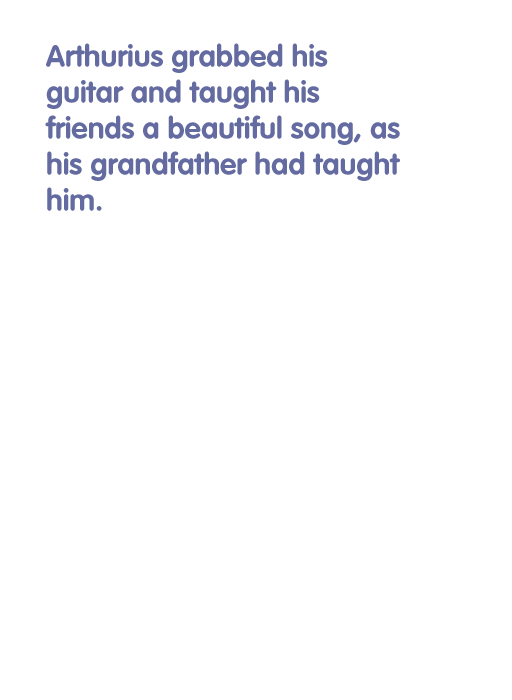 Arthurius grabbed his
guitar and taught his
friends a beautiful song, as
his grandfather had taught
him.